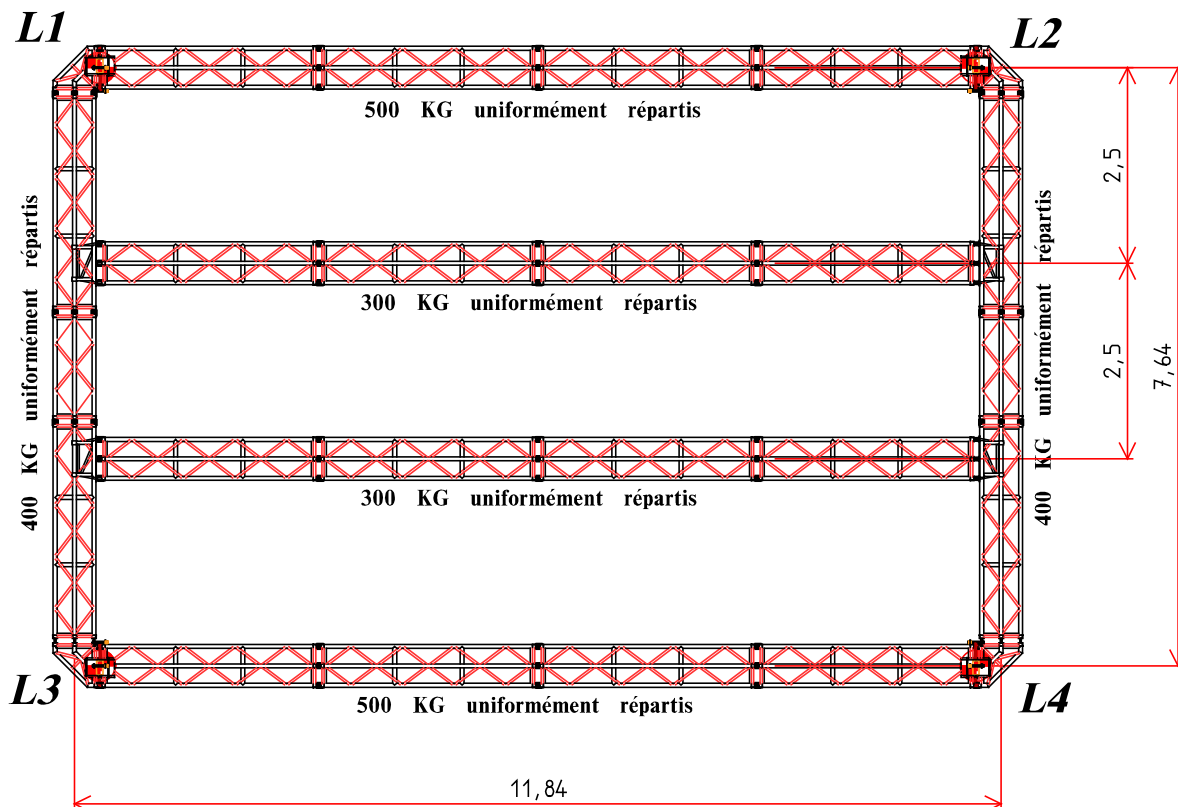 L1
L2
500 KG uniformément répartis
2,5
400 KG uniformément répartis
400 KG uniformément répartis
300 KG uniformément répartis
2,5
7,64
300 KG uniformément répartis
L3
L4
500 KG uniformément répartis
11,84